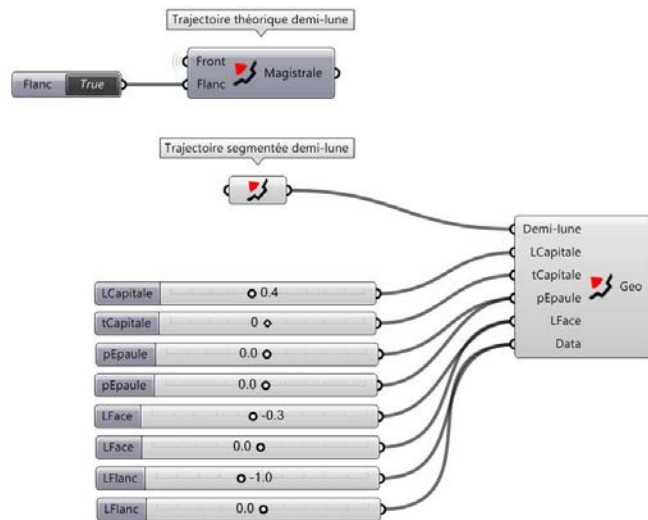 Trajectoire théorique demi-lune
Front
Flanc True Flanc Magistrale
Trajectoire segmentée demi-lune
Demi-lune
LCapitale
tCapitale
pEpaule
LFace
Data
Geo
LCapitale 0.4
tCapitale 0
pEpaule 0.0
pEpaule 0.0
LFace -0.3
LFace 0.0
LFlanc -1.0
LFlanc 0.0